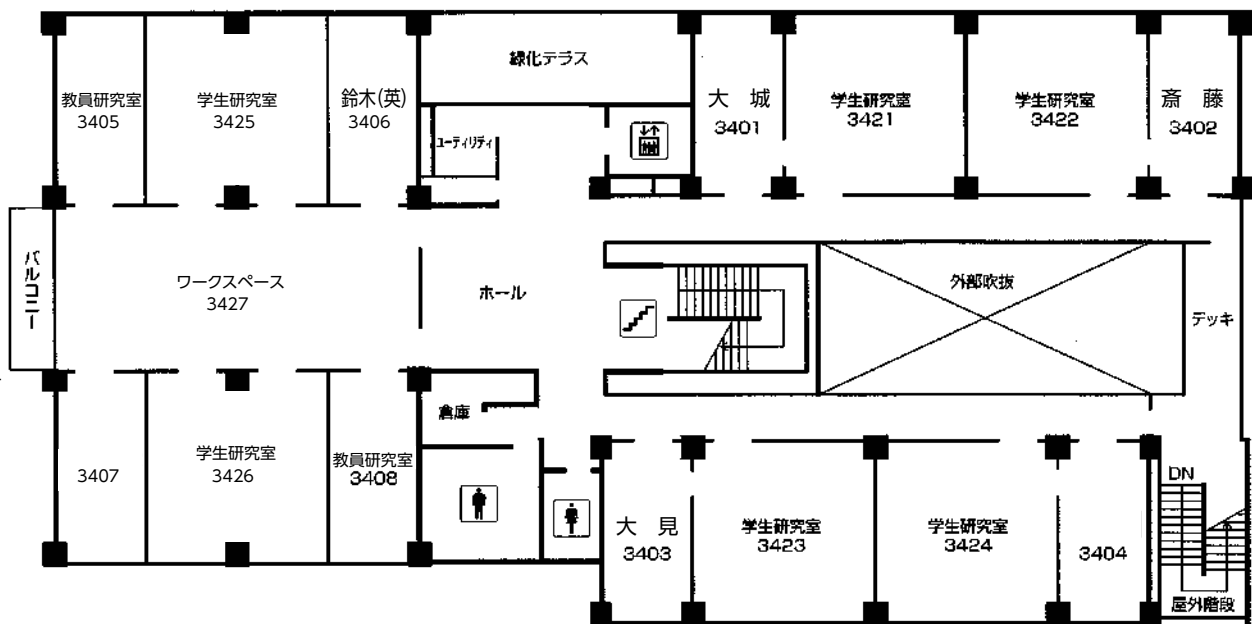 緑化テラス
教員研究室
3405
学生研究室
3425
鈴木(英)
3406
ユーティリティ
大 城
3401
学生研究室
3421
学生研究室
3422
斎 藤
3402
バルコニー
ワークスペース
3427
ホール
外部吹抜
デッキ
倉庫
3407
学生研究室
3426
教員研究室
3408
大 見
3403
学生研究室
3423
学生研究室
3424
3404
DN
屋外階段